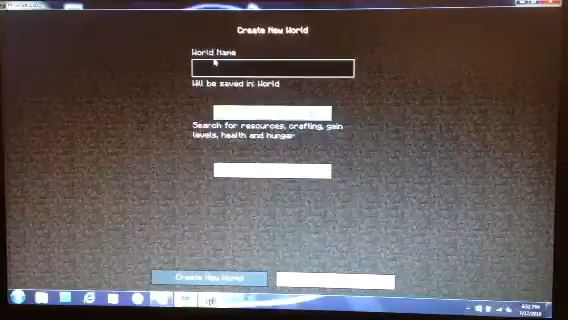 Create New World
World Name
Will be saved in: World
Search for resources, crafting, gain
levels, health and hunger
Create New World